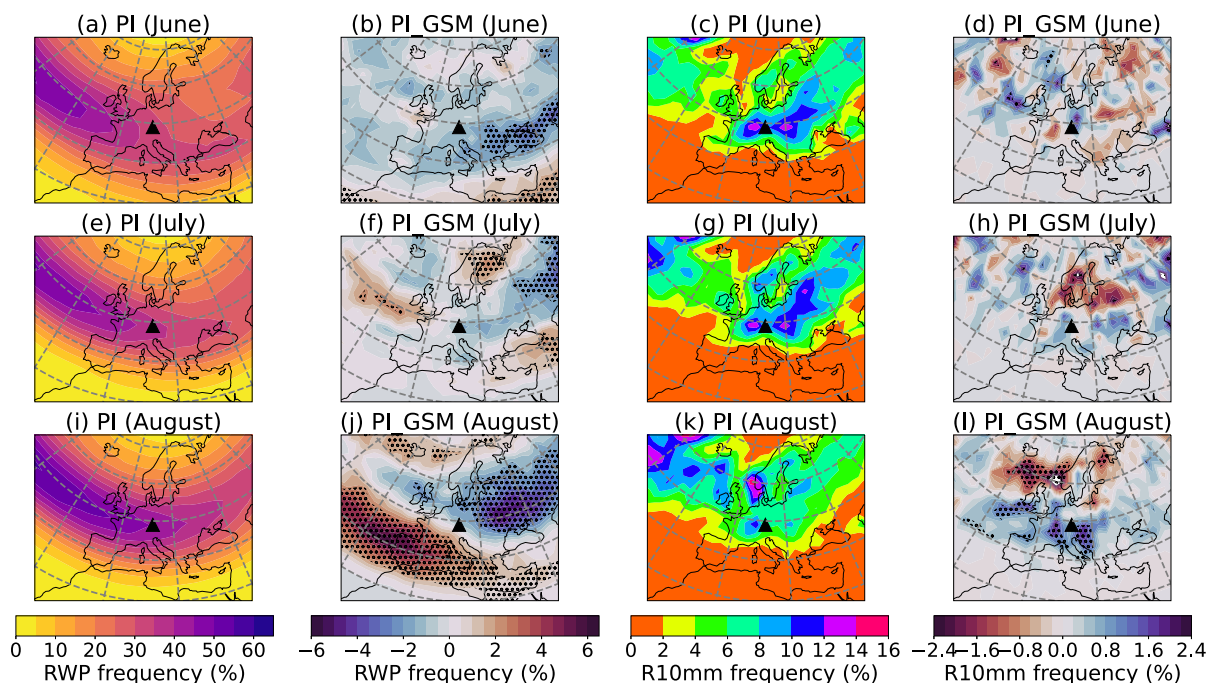 (a) PI (June)
(b) PI_GSM (June)
(c) PI (June)
(d) PI_GSM (June)
(e) PI (July)
(f) PI_GSM (July)
(g) PI (July)
(h) PI_GSM (July)
(i) PI (August)
(j) PI_GSM (August)
(k) PI (August)
(l) PI_GSM (August)
0 10 20 30 40 50 60
RWP frequency (%)
−6 −4 −2 0 2 4 6
RWP frequency (%)
0 2 4 6 8 10 12 14 16
R10mm frequency (%)
−2.4 −1.6 −0.8 0.0 0.8 1.6 2.4
R10mm frequency (%)